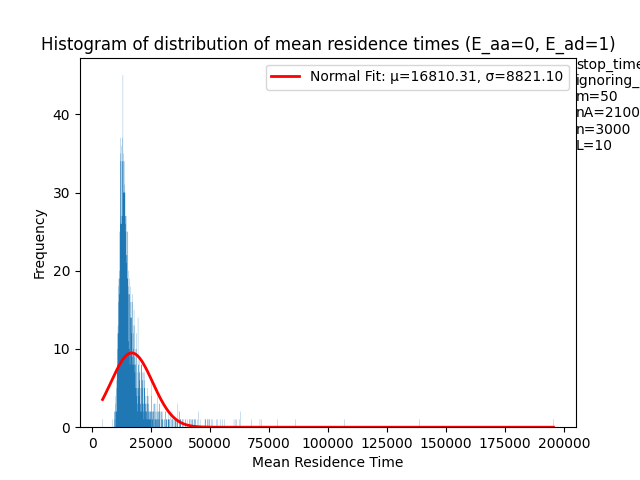 Histogram of distribution of mean residence times (E_aa=0, E_ad=1)
Normal Fit: μ=16810.31, σ=8821.10
stop_time
ignoring_
m=50
nA=2100
n=3000
L=10
Frequency
40
30
20
10
0
0 25000 50000 75000 100000 125000 150000 175000 200000
Mean Residence Time